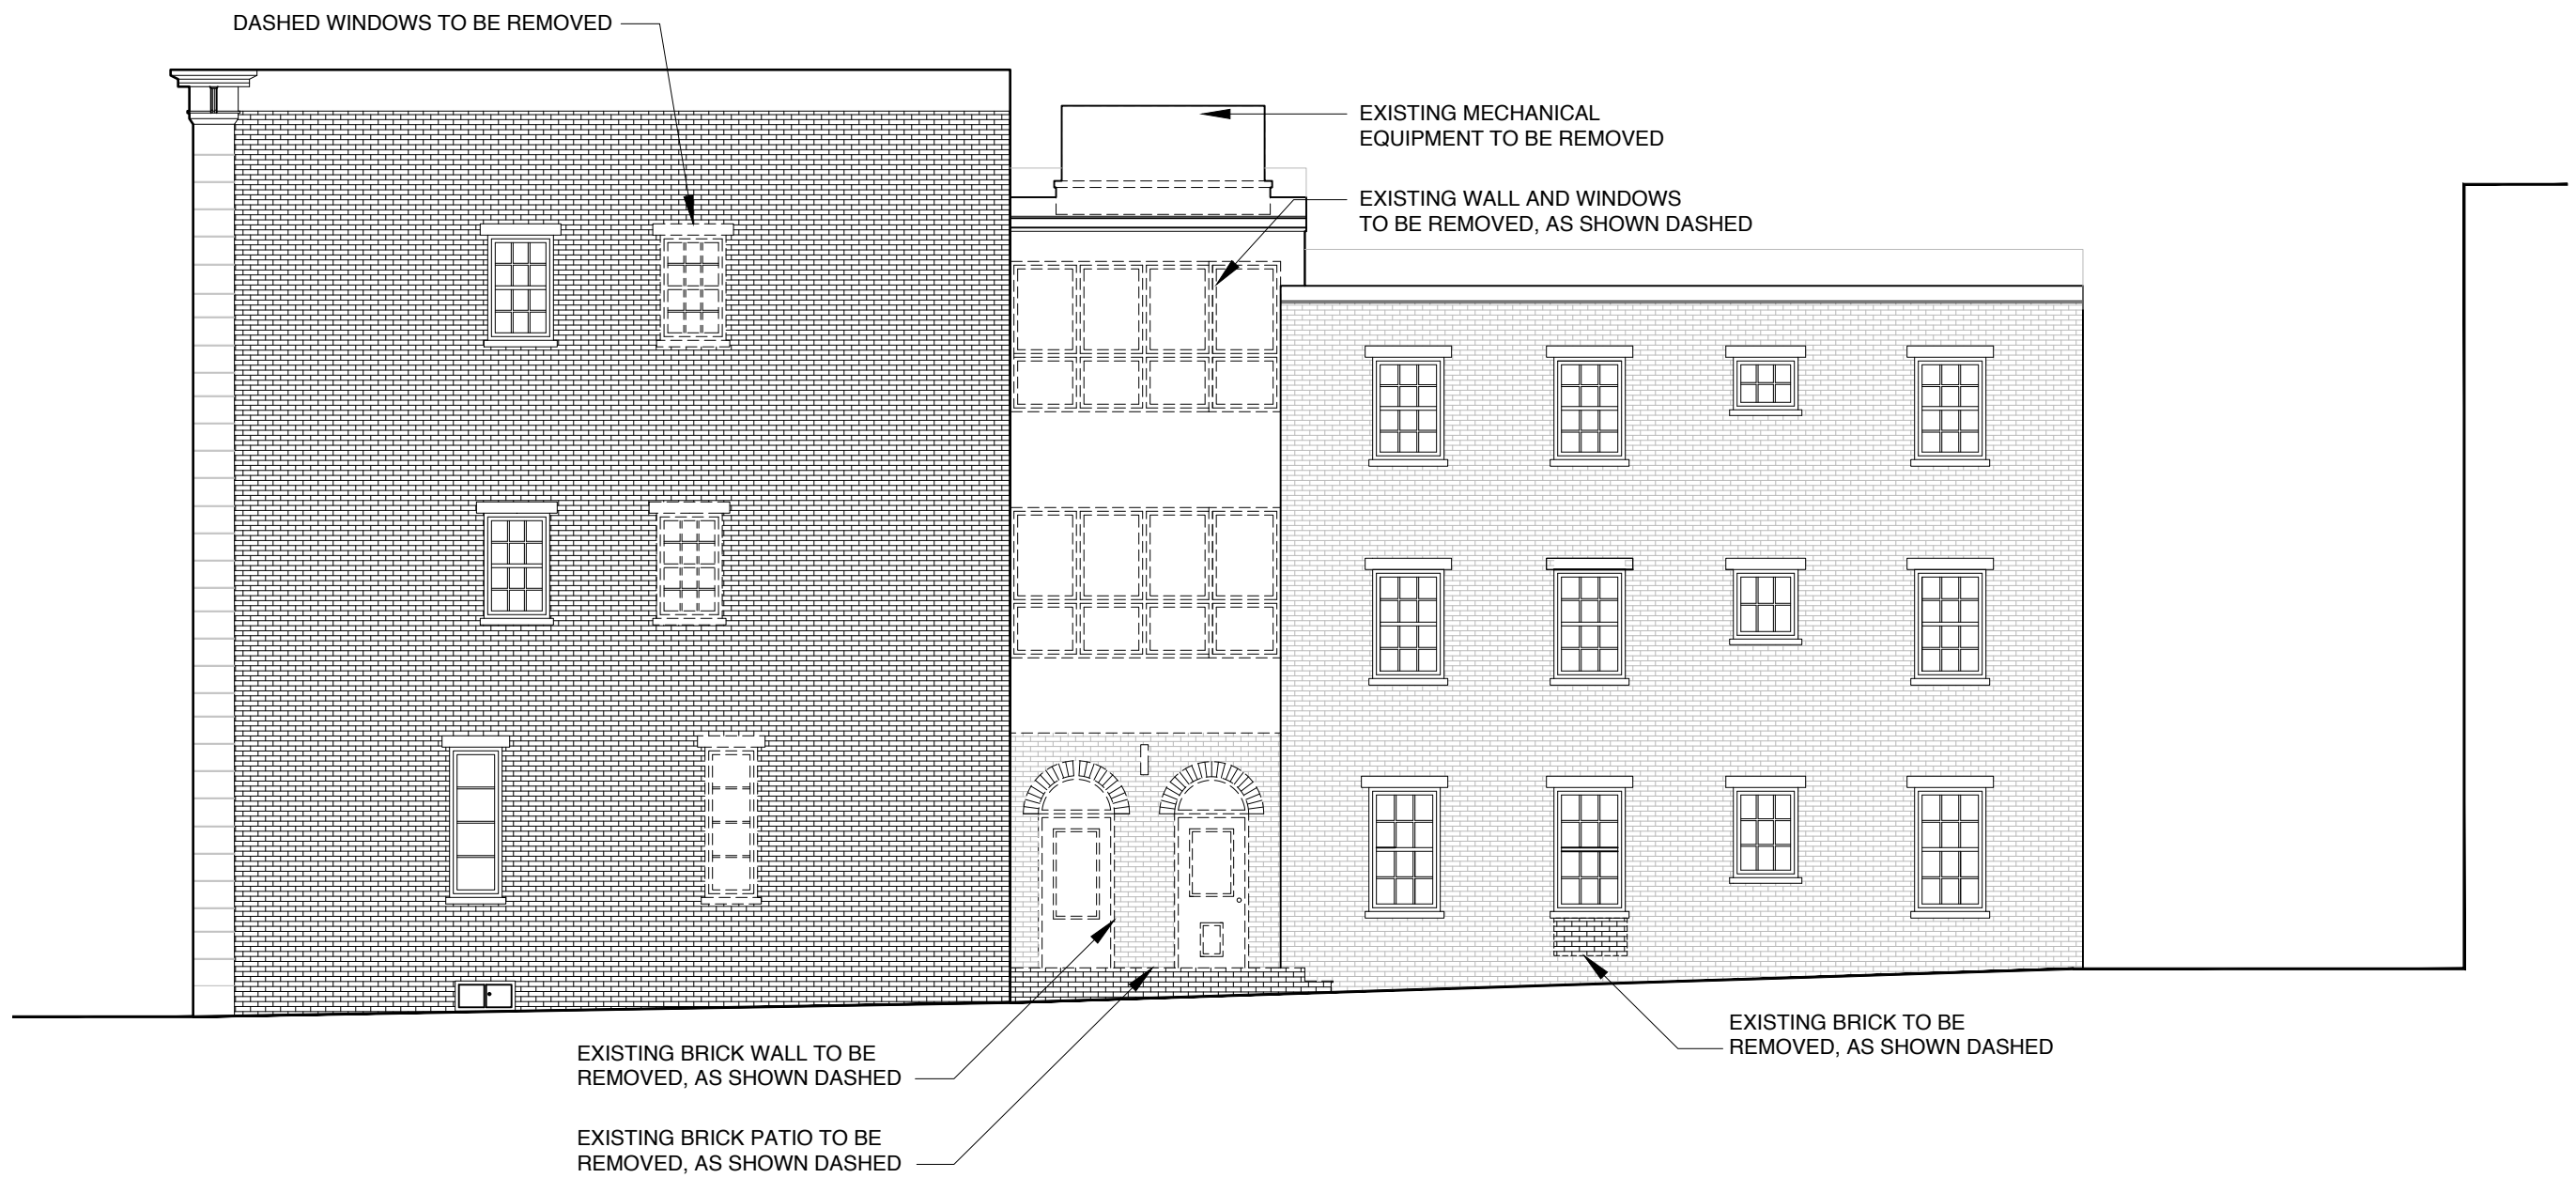 DASHED WINDOWS TO BE REMOVED
EXISTING MECHANICAL
EQUIPMENT TO BE REMOVED
EXISTING WALL AND WINDOWS
TO BE REMOVED, AS SHOWN DASHED
EXISTING BRICK TO BE
REMOVED, AS SHOWN DASHED
EXISTING BRICK WALL TO BE
REMOVED, AS SHOWN DASHED
EXISTING BRICK PATIO TO BE
REMOVED, AS SHOWN DASHED